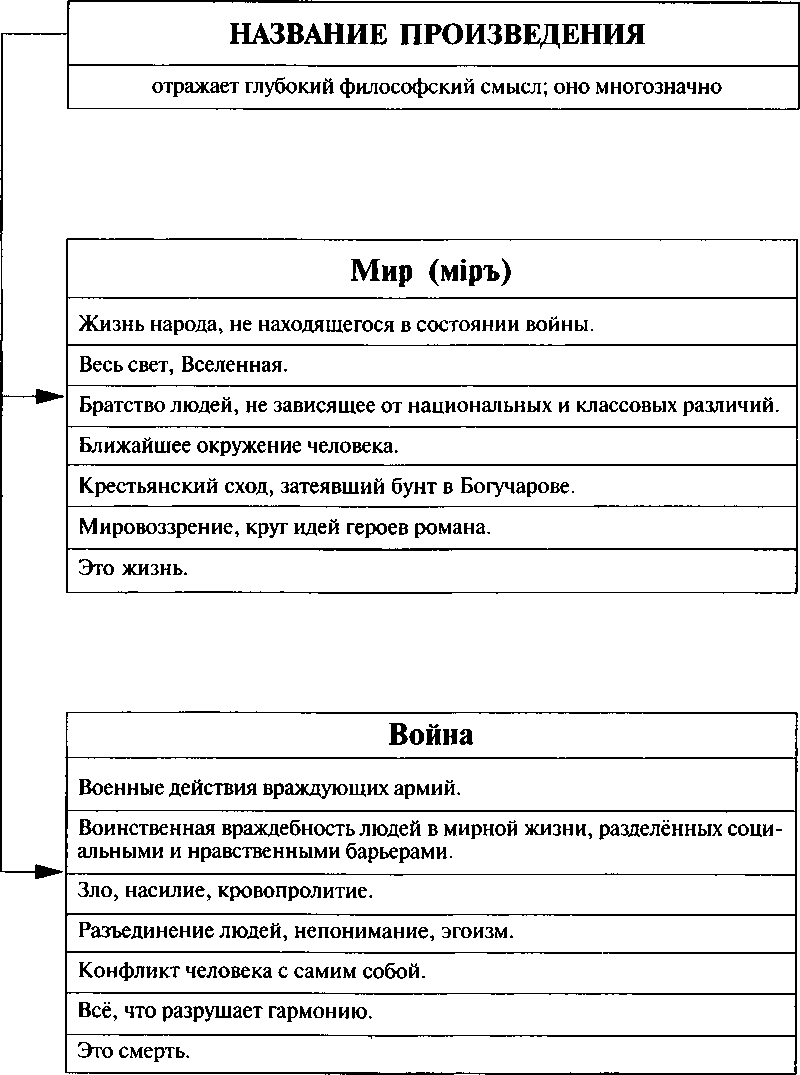 НАЗВАНИЕ ПРОИЗВЕДЕНИЯ
отражает глубокий философский смысл; оно многозначно
Мир (мiръ)
Жизнь народа, не находящегося в состоянии войны.
Весь свет, Вселенная.
Братство людей, не зависящее от национальных и классовых различий.
Ближайшее окружение человека.
Крестьянский сход, затеявший бунт в Богучарове.
Мировоззрение, круг идей героев романа.
Это жизнь.
Война
Военные действия враждующих армий.
Воинственная враждебность людей в мирной жизни, разделённых соци-
альными и нравственными барьерами.
Зло, насилие, кровопролитие.
Разъединение людей, непонимание, эгоизм.
Конфликт человека с самим собой.
Всё, что разрушает гармонию.
Это смерть.